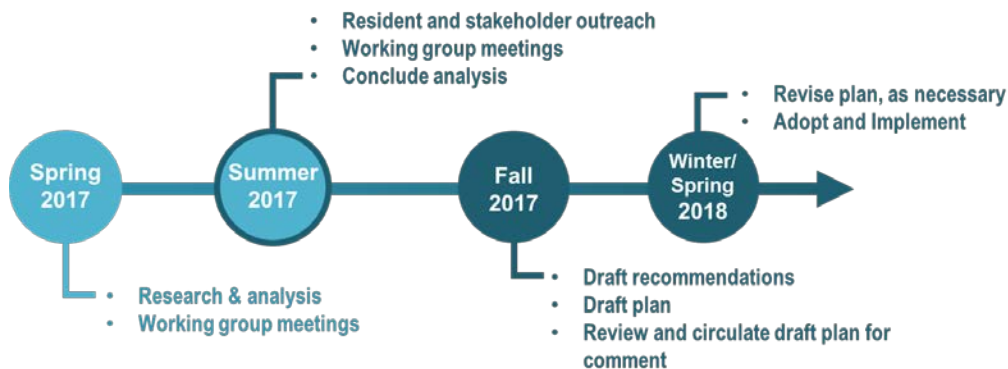 • Resident and stakeholder outreach
• Working group meetings
• Conclude analysis
• Revise plan, as necessary
• Adopt and Implement
Spring
2017
Summer
2017
Fall
2017
Winter/
Spring
2018
• Research & analysis
• Working group meetings
• Draft recommendations
• Draft plan
• Review and circulate draft plan for
comment